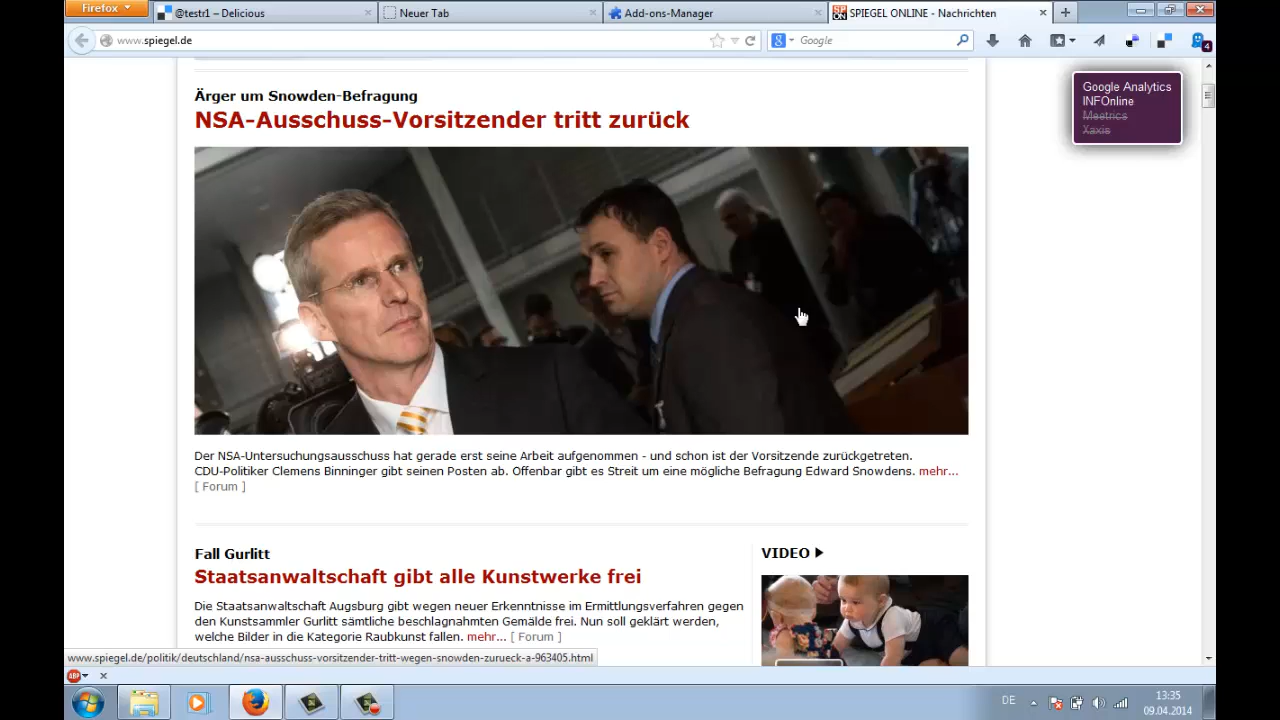 Firefox
@testr1 – Delicious
Neuer Tab
Add-ons-Manager
SPIEGEL ONLINE - Nachrichten
www.spiegel.de
Google
4
Google Analytics
INFOnline
Meetrics
Xaxis
Ärger um Snowden-Befragung
NSA-Ausschuss-Vorsitzender tritt zurück
Der NSA-Untersuchungsausschuss hat gerade erst seine Arbeit aufgenommen - und schon ist der Vorsitzende zurückgetreten.
CDU-Politiker Clemens Binninger gibt seinen Posten ab. Offenbar gibt es Streit um eine mögliche Befragung Edward Snowdens. mehr...
[ Forum ]
Fall Gurlitt
Staatsanwaltschaft gibt alle Kunstwerke frei
Die Staatsanwaltschaft Augsburg gibt wegen neuer Erkenntnisse im Ermittlungsverfahren gegen
den Kunstsammler Gurlitt sämtliche beschlagnahmten Gemälde frei. Nun soll geklärt werden,
welche Bilder in die Kategorie Raubkunst fallen. mehr... [ Forum ]
VIDEO
www.spiegel.de/politik/deutschland/nsa-ausschuss-vorsitzender-tritt-wegen-snowden-zurueck-a-963405.html
ABP
DE
13:35
09.04.2014